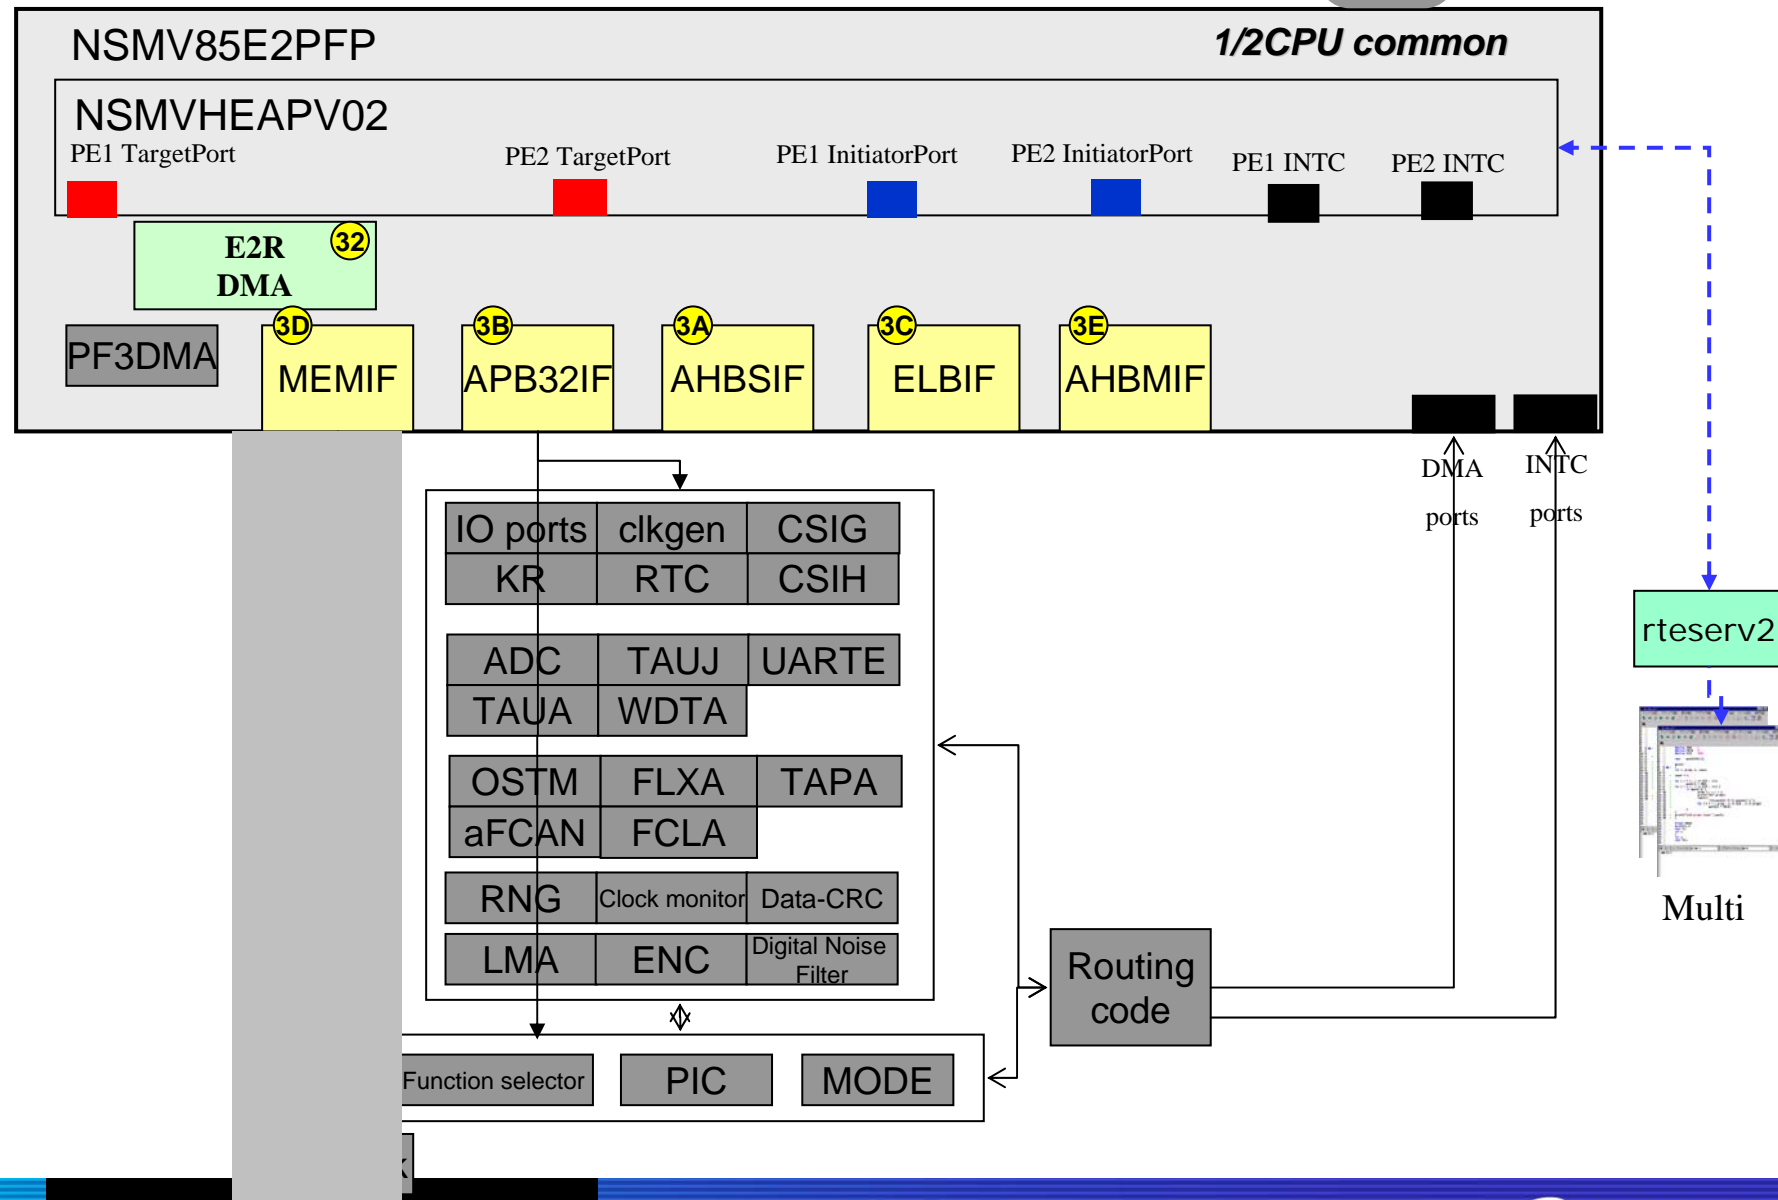 NSMV85E2PFP
1/2CPU common
NSMVHEAPV02
PE1 TargetPort
PE2 TargetPort
PE1 InitiatorPort
PE2 InitiatorPort
PE1 INTC
PE2 INTC
E2R
DMA
32
PF3DMA
3D
MEMIF
3B
APB32IF
3A
AHBSIF
3C
ELBIF
3E
AHBMIF
DMA
ports
INTC
ports
IO ports
clkgen
CSIG
KR
RTC
CSIH
ADC
TAUJ
UARTE
TAUA
WDTA
OSTM
FLXA
TAPA
aFCAN
FCLA
RNG
Clock monitor
Data-CRC
LMA
ENC
Digital Noise
Filter
Routing
code
Function selector
PIC
MODE
rteserv2
Multi